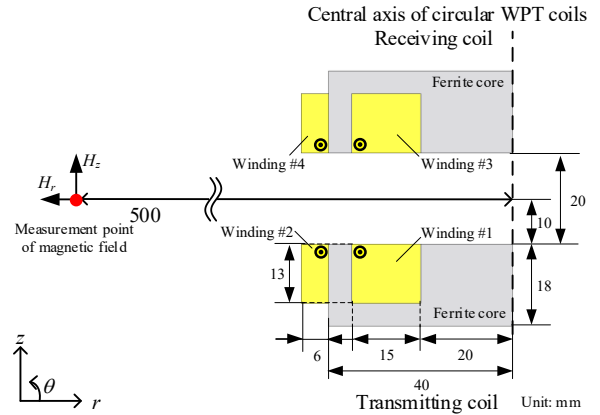 Central axis of circular WPT coils
Receiving coil
Ferrite core
Winding #4
Winding #3
H_z
H_r
500
20
10
Measurement point
of magnetic field
Winding #2
Winding #1
13
18
Ferrite core
6
15
20
40
z
θ
r
Transmitting coil
Unit: mm